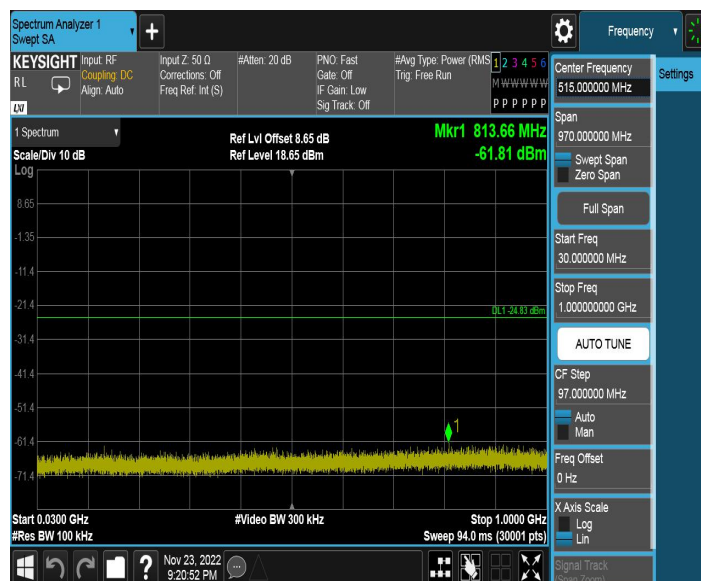 Spectrum Analyzer 1
Swept SA
Frequency
KEYSIGHT
RL
LXI
Input: RF
Coupling: DC
Align: Auto
Input Z: 50 Ω
Corrections: Off
Freq Ref: Int (S)
#Atten: 20 dB
PNO: Fast
Gate: Off
IF Gain: Low
Sig Track: Off
#Avg Type: Power (RMS
Trig: Free Run
1 2 3 4 5 6
M W W W W W
P P P P P P
1 Spectrum
Scale/Div 10 dB
Ref Lvl Offset 8.65 dB
Ref Level 18.65 dBm
Mkr1 813.66 MHz
-61.81 dBm
Log
8.65
-1.35
-11.4
-21.4
-31.4
-41.4
-51.4
-61.4
-71.4
DL1 -24.83 dBm
1
Start 0.0300 GHz
#Res BW 100 kHz
#Video BW 300 kHz
Stop 1.0000 GHz
Sweep 94.0 ms (30001 pts)
Center Frequency
515.000000 MHz
Span
970.000000 MHz
Swept Span
Zero Span
Full Span
Start Freq
30.000000 MHz
Stop Freq
1.000000000 GHz
AUTO TUNE
CF Step
97.000000 MHz
Auto
Man
Freq Offset
0 Hz
X Axis Scale
Log
Lin
Signal Track
(Span Zoom)
Settings
?
Nov 23, 2022
9:20:52 PM